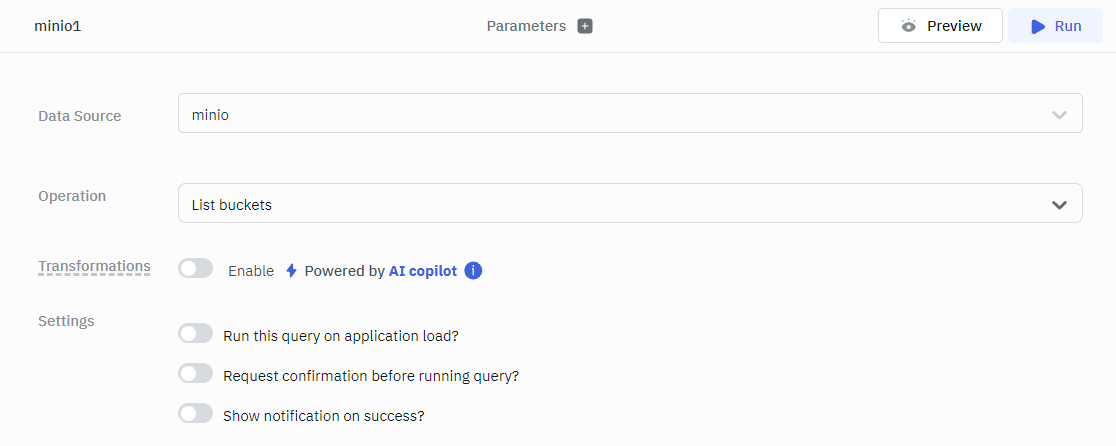 minio1 Parameters Preview Run
Data Source minio
Operation List buckets
Transformations Enable Powered by AI copilot i
Settings
Run this query on application load?
Request confirmation before running query?
Show notification on success?